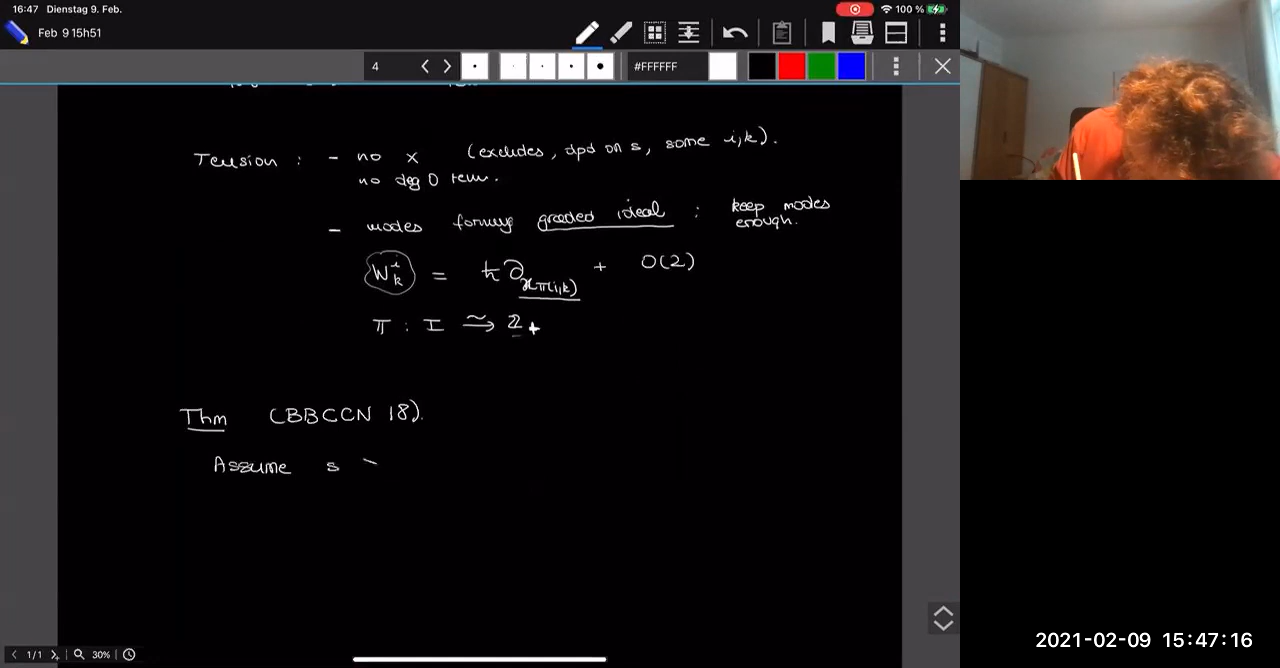 16:47 Dienstag 9. Feb.
100 %
Feb 9 15h51
4
#FFFFFF
Tension : - no x (excludes, dpd on s, some i,k).
no deg 0 term.
- modes forming graded ideal : keep modes
enough.
W^i_k = ℏ ∂_{x_{π(i,k)}} + O(2)
π : I ≃→ ℤ_+
Thm (BBCCN 18).
Assume s
1/1
30%
2021-02-09 15:47:16